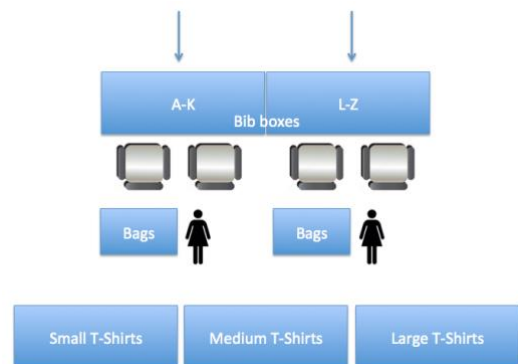 A-K
L-Z
Bib boxes
Bags
Bags
Small T-Shirts
Medium T-Shirts
Large T-Shirts